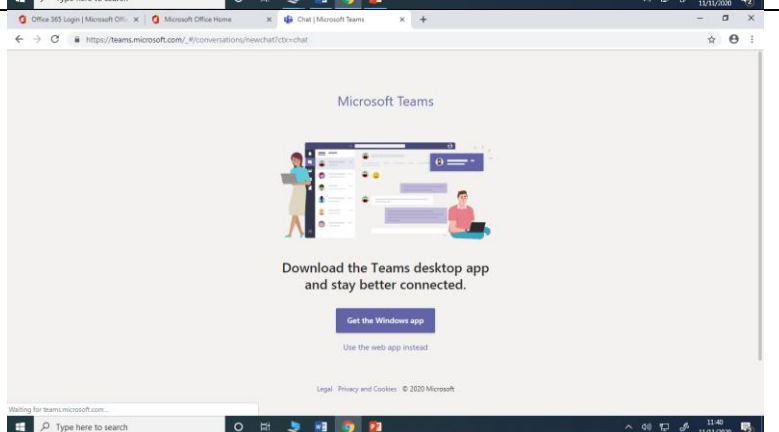 Type here to search
11/11/2020
Office 365 Login | Microsoft Offi
Microsoft Office Home
Chat | Microsoft Teams
https://teams.microsoft.com/_#/conversations/newchat?ctx=chat
Microsoft Teams
Download the Teams desktop app
and stay better connected.
Get the Windows app
Use the web app instead
Legal Privacy and Cookies © 2020 Microsoft
Waiting for teams.microsoft.com...
Type here to search
11:40
11/11/2020